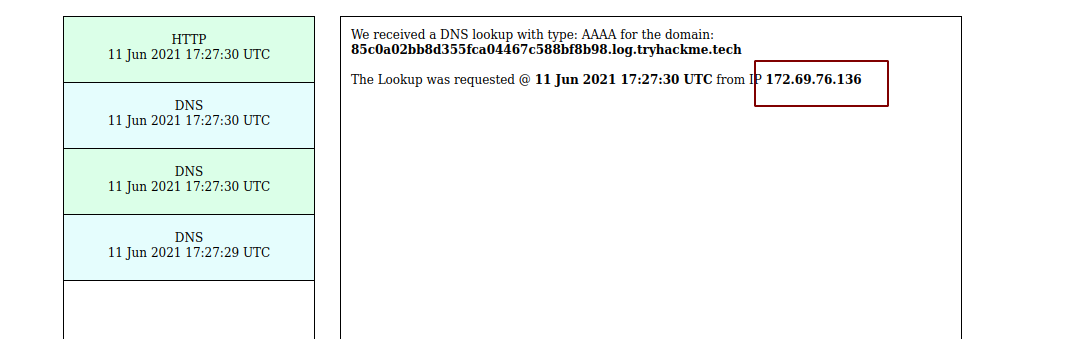 HTTP
11 Jun 2021 17:27:30 UTC
DNS
11 Jun 2021 17:27:30 UTC
DNS
11 Jun 2021 17:27:30 UTC
DNS
11 Jun 2021 17:27:29 UTC
We received a DNS lookup with type: AAAA for the domain:
85c0a02bb8d355fca04467c588bf8b98.log.tryhackme.tech
The Lookup was requested @ 11 Jun 2021 17:27:30 UTC from IP 172.69.76.136